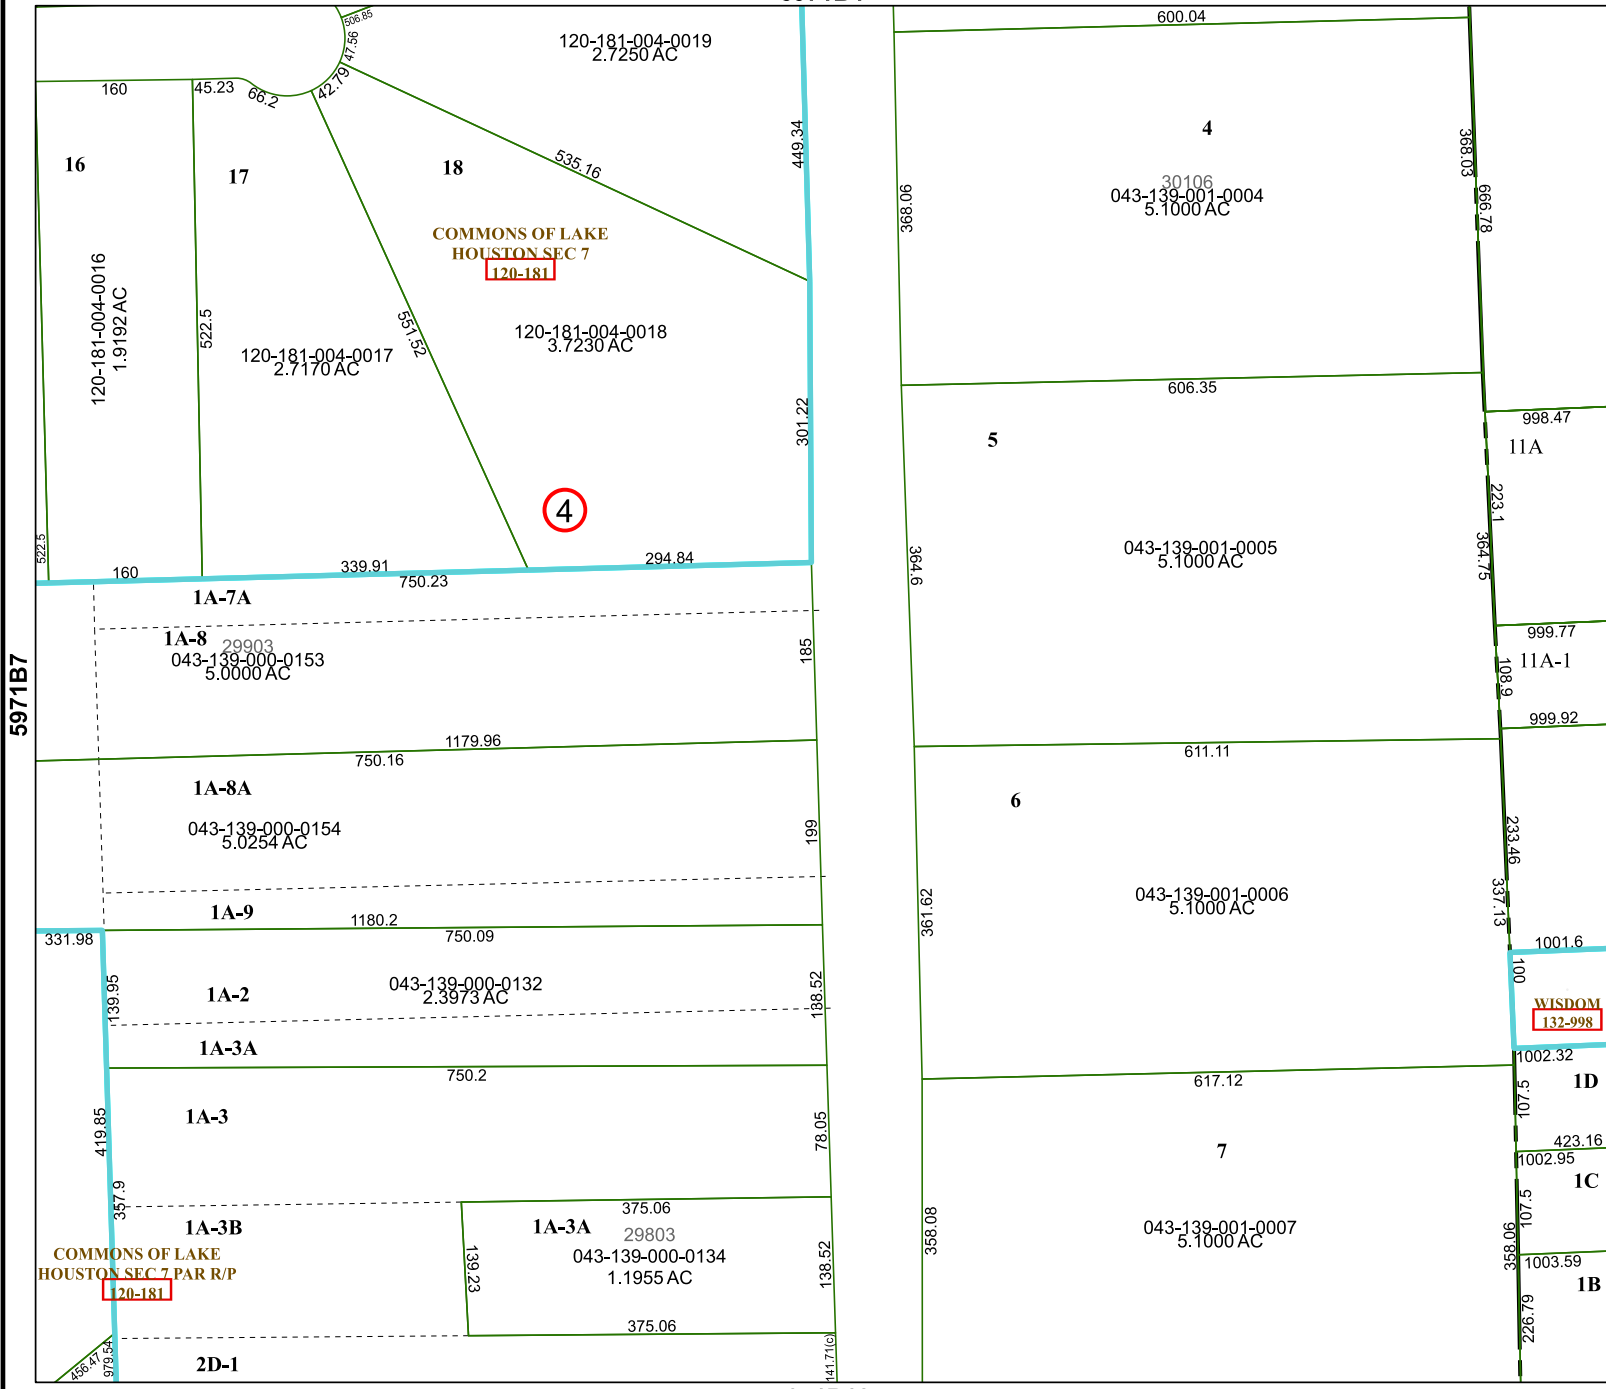 506.85
47.56
42.79
66.2
45.23
160
120-181-004-0019
2.7250 AC
449.34
600.04
16
17
18
535.16
4
30106
043-139-001-0004
5.1000 AC
368.03
666.78
368.06
COMMONS OF LAKE
HOUSTON SEC 7
120-181
120-181-004-0016
1.9192 AC
522.5
551.52
120-181-004-0017
2.7170 AC
120-181-004-0018
3.7230 AC
301.22
606.35
998.47
11A
5
4
522.5
160
339.91
750.23
294.84
223.1
364.75
364.6
043-139-001-0005
5.1000 AC
1A-7A
1A-8
29903
043-139-000-0153
5.0000 AC
185
999.77
11A-1
108.9
5971B7
1179.96
750.16
611.11
999.92
1A-8A
043-139-000-0154
5.0254 AC
199
6
233.46
337.13
1A-9
1180.2
750.09
331.98
361.62
043-139-001-0006
5.1000 AC
1001.6
100
139.95
1A-2
043-139-000-0132
2.3973 AC
138.52
WISDOM
132-998
1A-3A
750.2
617.12
1002.32
1D
107.5
1A-3
419.85
78.05
7
423.16
1002.95
1C
107.5
357.9
375.06
1A-3B
1A-3A
29803
043-139-000-0134
1.1955 AC
139.23
138.52
358.08
043-139-001-0007
5.1000 AC
358.06
1003.59
1B
COMMONS OF LAKE
HOUSTON SEC 7 PAR R/P
120-181
375.06
226.79
456.47
979.54
2D-1
141.71(c)